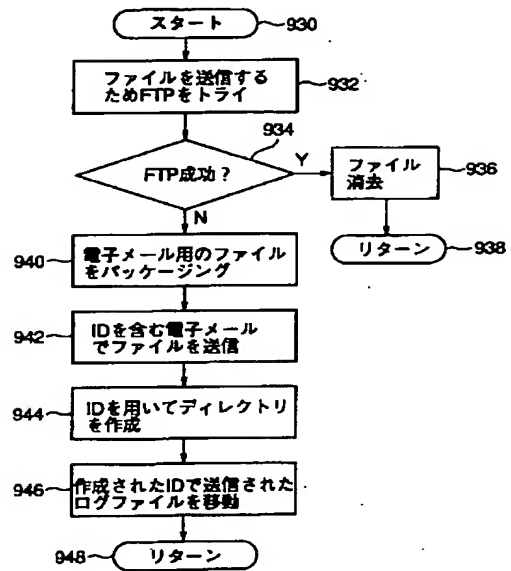 スタート
930
ファイルを送信する
ためFTPをトライ
932
934
FTP成功？
Y
N
ファイル
消去
936
リターン
938
940
電子メール用のファイル
をパッケージング
942
IDを含む電子メール
でファイルを送信
944
IDを用いてディレクトリ
を作成
946
作成されたIDで送信された
ログファイルを移動
948
リターン